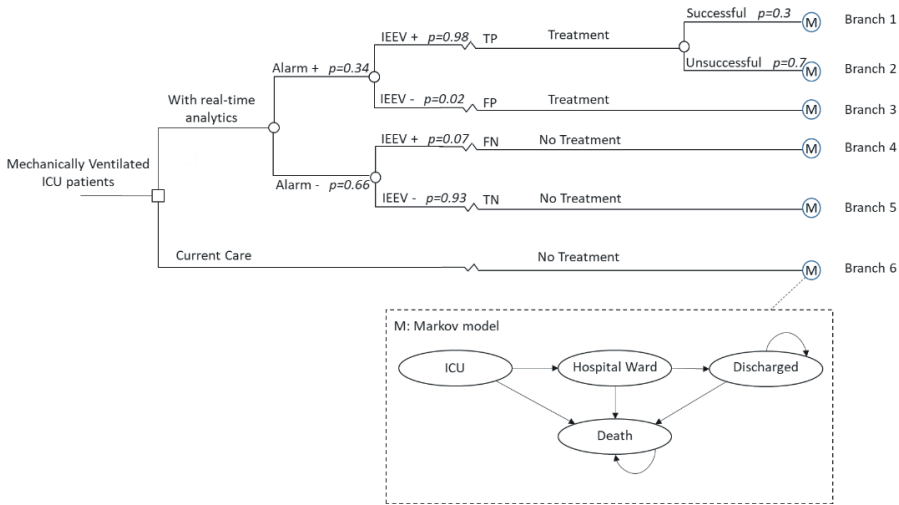 Successful p=0.3 M Branch 1
IEEV + p=0.98 TP Treatment
Unsuccessful p=0.7 M Branch 2
Alarm + p=0.34
With real-time
analytics
IEEV - p=0.02 FP Treatment M Branch 3
IEEV + p=0.07 FN No Treatment M Branch 4
Mechanically Ventilated
ICU patients
Alarm - p=0.66
IEEV - p=0.93 TN No Treatment M Branch 5
Current Care No Treatment M Branch 6
M: Markov model
ICU Hospital Ward Discharged
Death